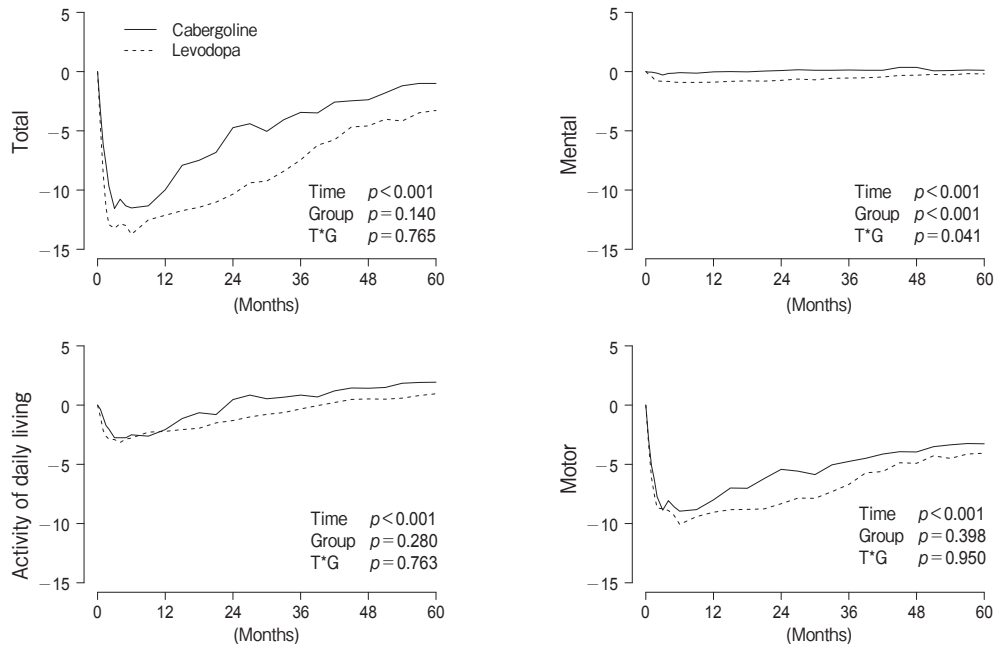 Total
5
0
−5
−10
−15
Cabergoline
Levodopa
Time p<0.001
Group p=0.140
T*G p=0.765
0 12 24 36 48 60
(Months)
Mental
5
0
−5
−10
−15
Time p<0.001
Group p<0.001
T*G p=0.041
0 12 24 36 48 60
(Months)
Activity of daily living
5
0
−5
−10
−15
Time p<0.001
Group p=0.280
T*G p=0.763
0 12 24 36 48 60
(Months)
Motor
5
0
−5
−10
−15
Time p<0.001
Group p=0.398
T*G p=0.950
0 12 24 36 48 60
(Months)